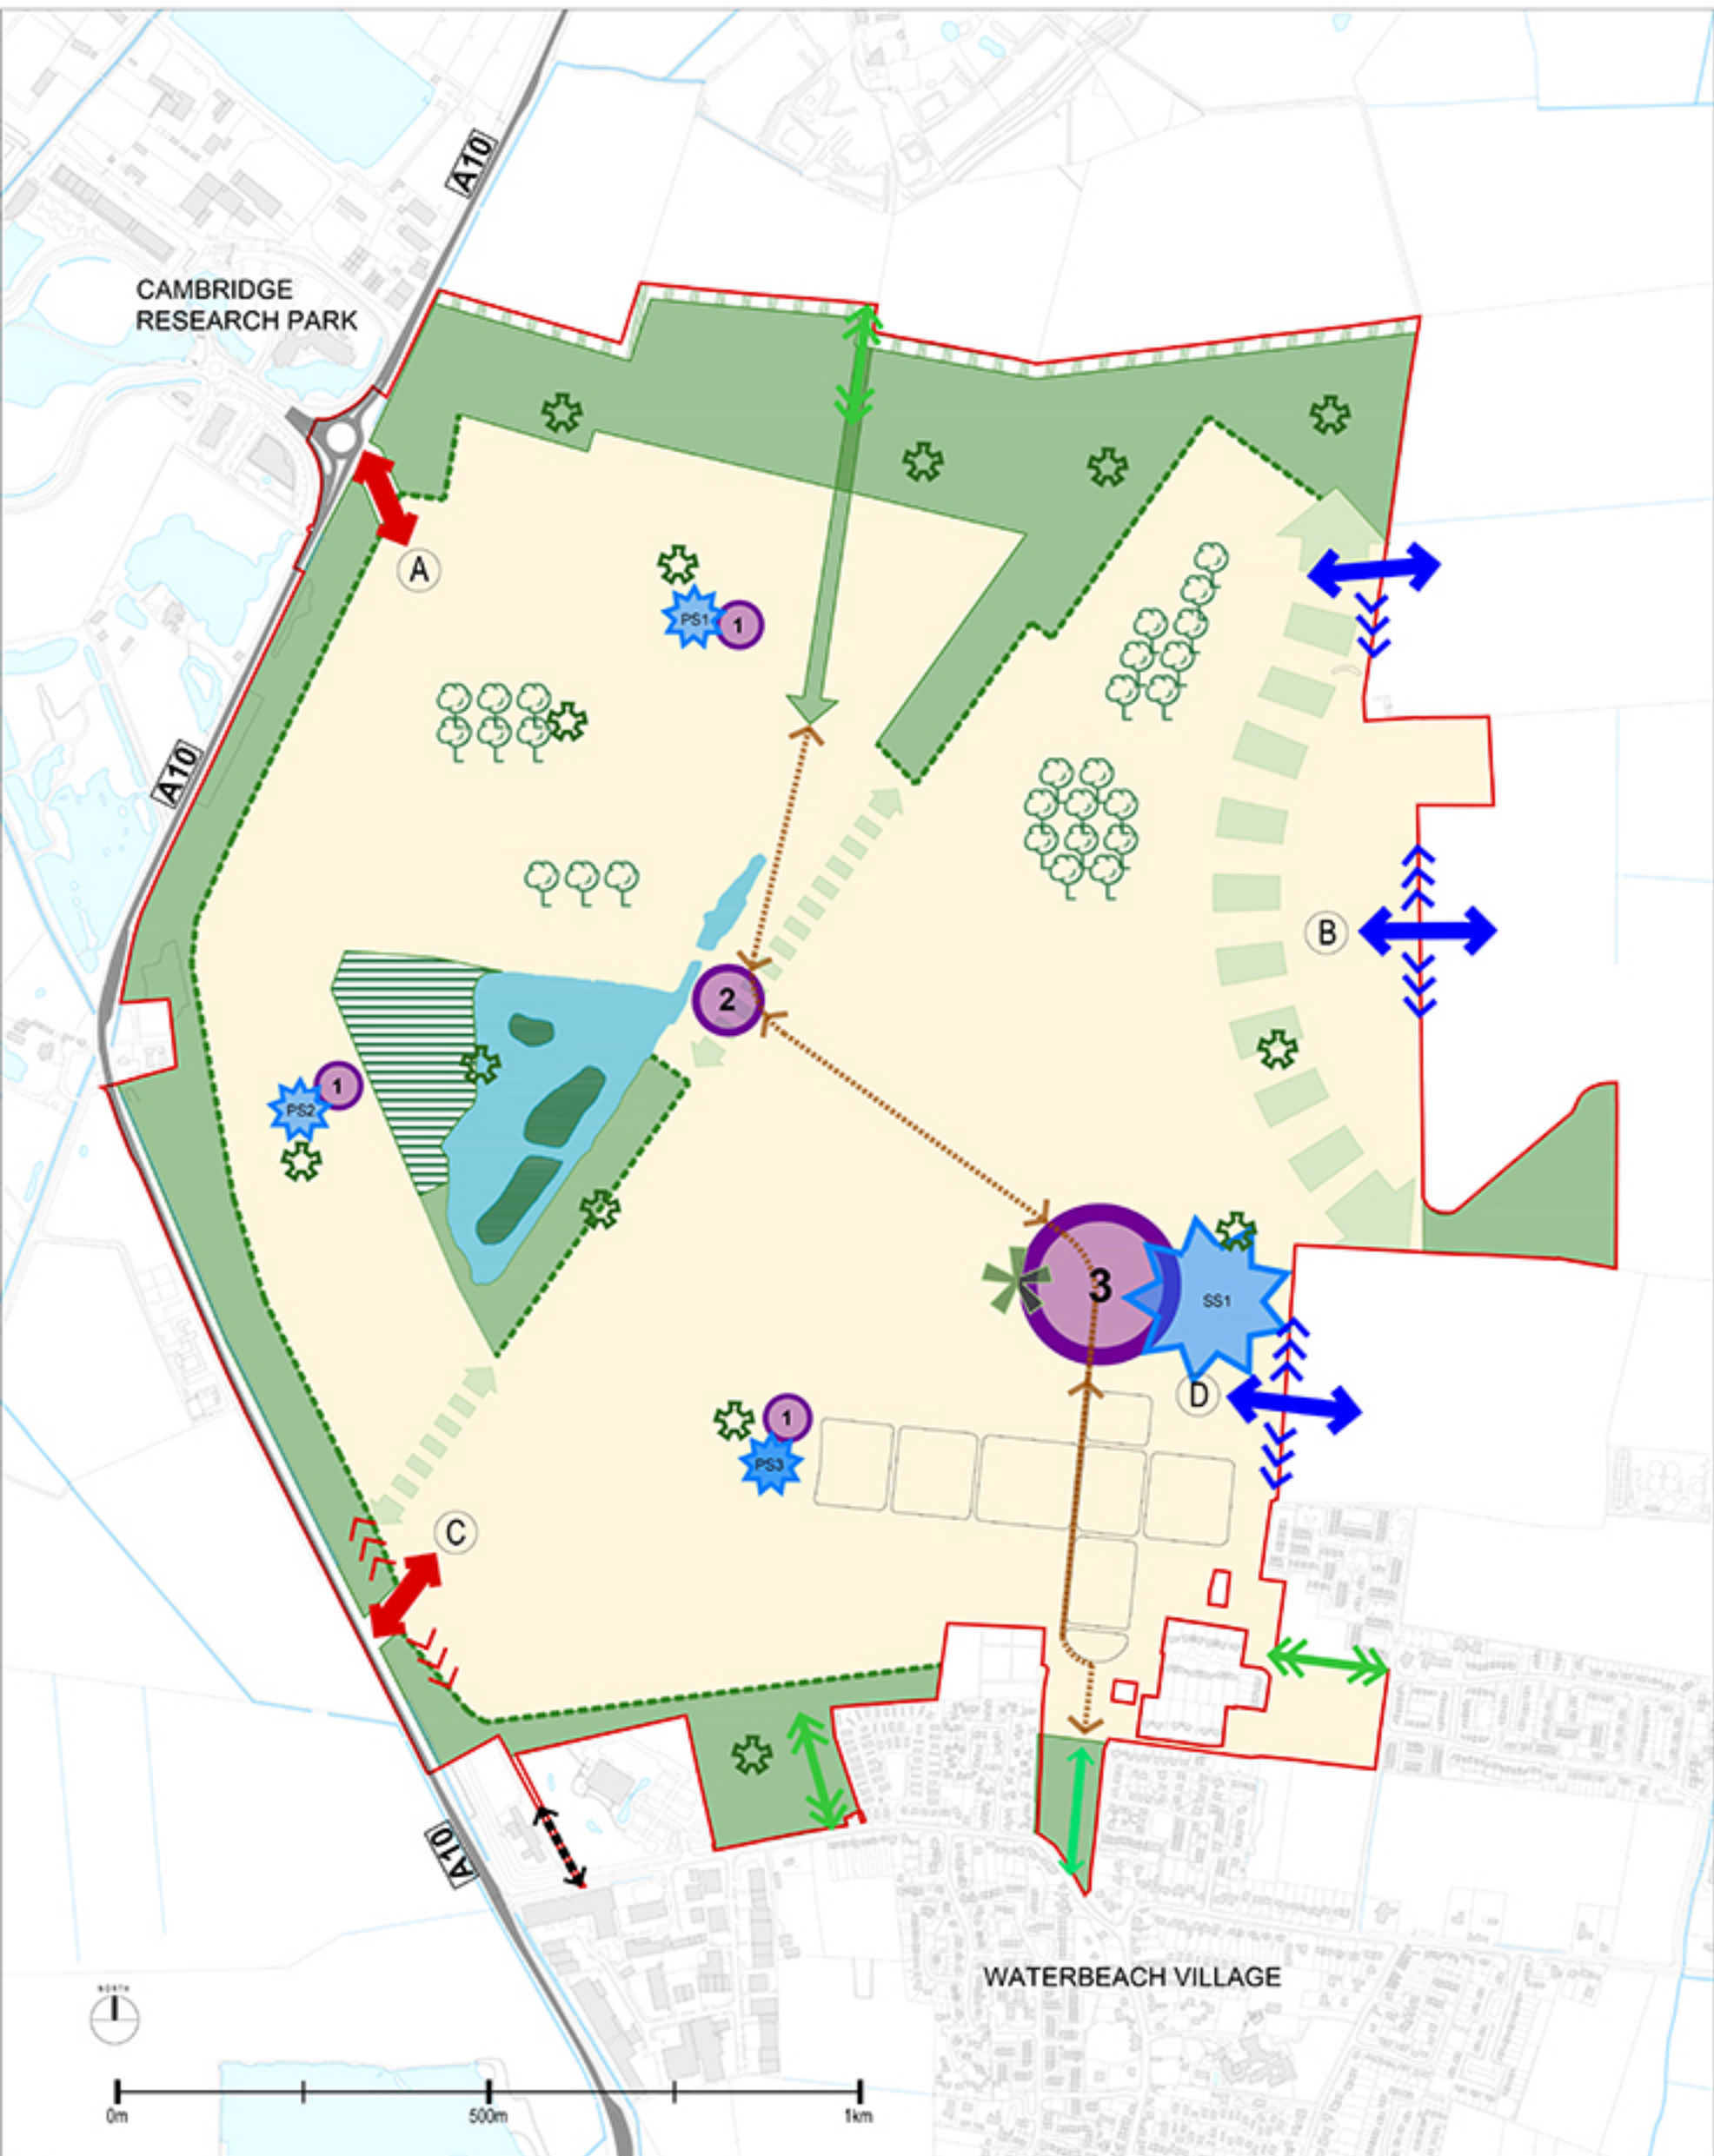 A10
CAMBRIDGE
RESEARCH PARK
A
PS1
1
A10
B
2
1
PS2
3
SS1
D
1
PS3
C
A10
WATERBEACH VILLAGE
NORTH
0m
500m
1km